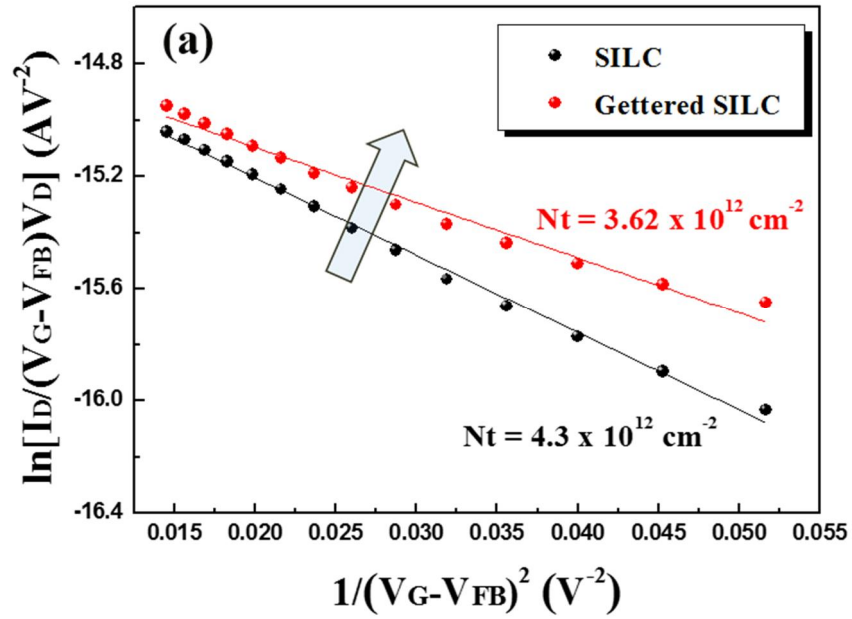 (a)
SILC
Gettered SILC
ln[ID/(VG-VFB)VD] (AV⁻²)
-14.8
-15.2
-15.6
-16.0
-16.4
Nt = 3.62 x 10¹² cm⁻²
Nt = 4.3 x 10¹² cm⁻²
0.015 0.020 0.025 0.030 0.035 0.040 0.045 0.050 0.055
1/(VG-VFB)² (V⁻²)